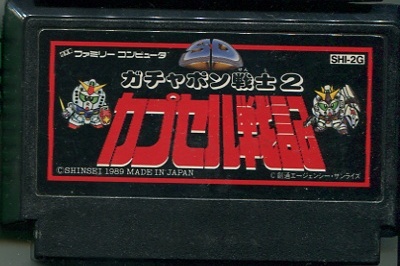 ファミリーコンピュータ
SD
SHI-2G
ガチャポン戦士2
カプセル戦記
©SHINSEI 1989 MADE IN JAPAN
©創通エージェンシー・サンライズ